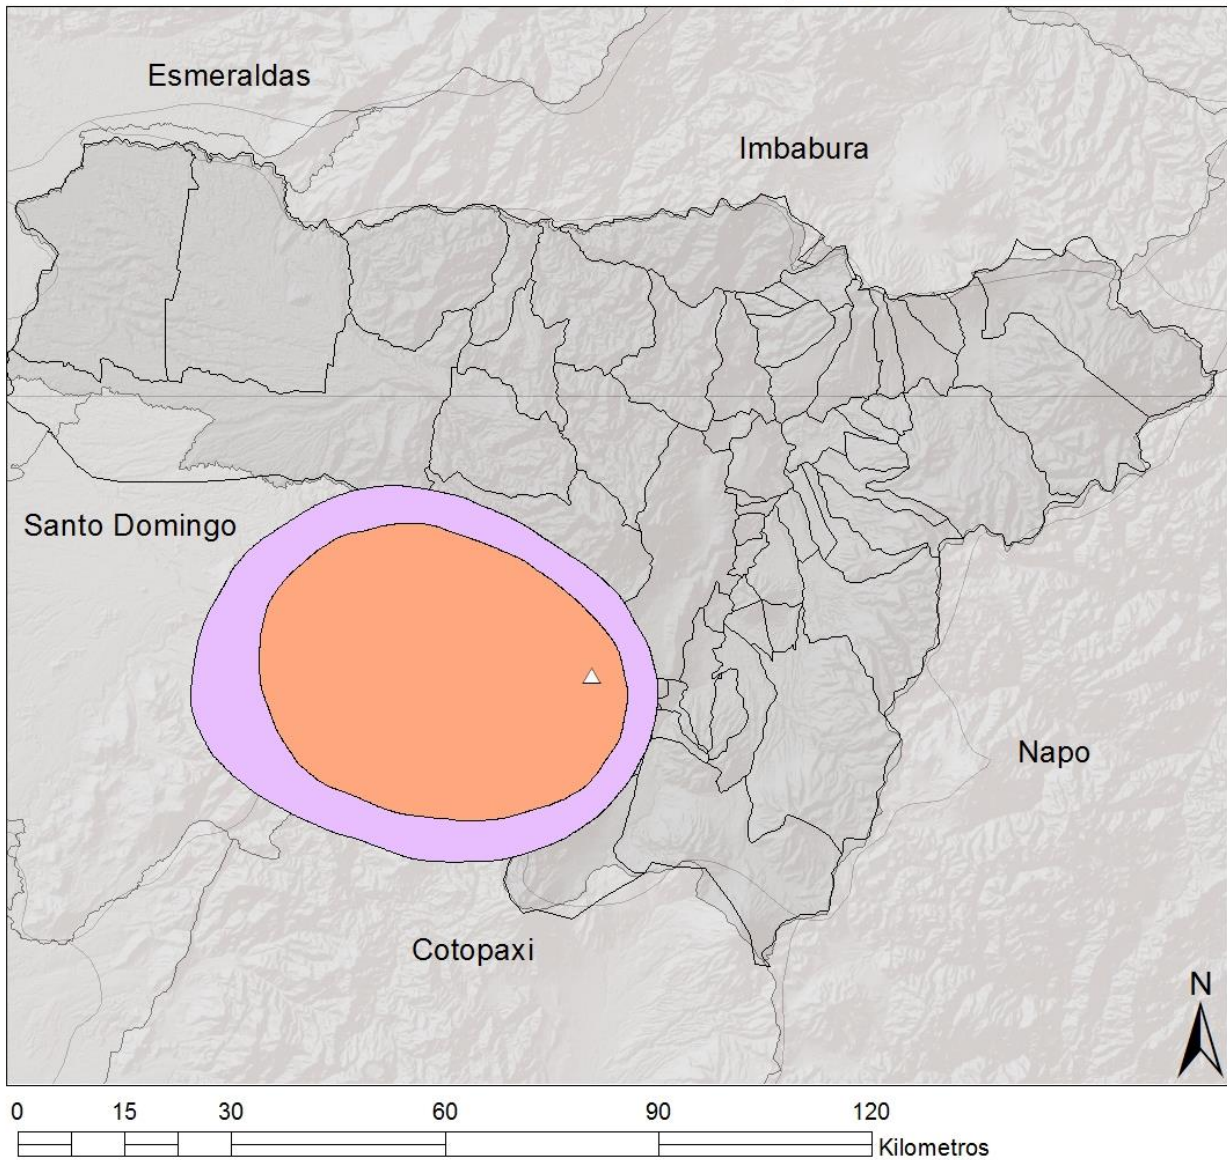 Esmeraldas
Imbabura
Santo Domingo
Napo
Cotopaxi
N
0 15 30 60 90 120
Kilometros